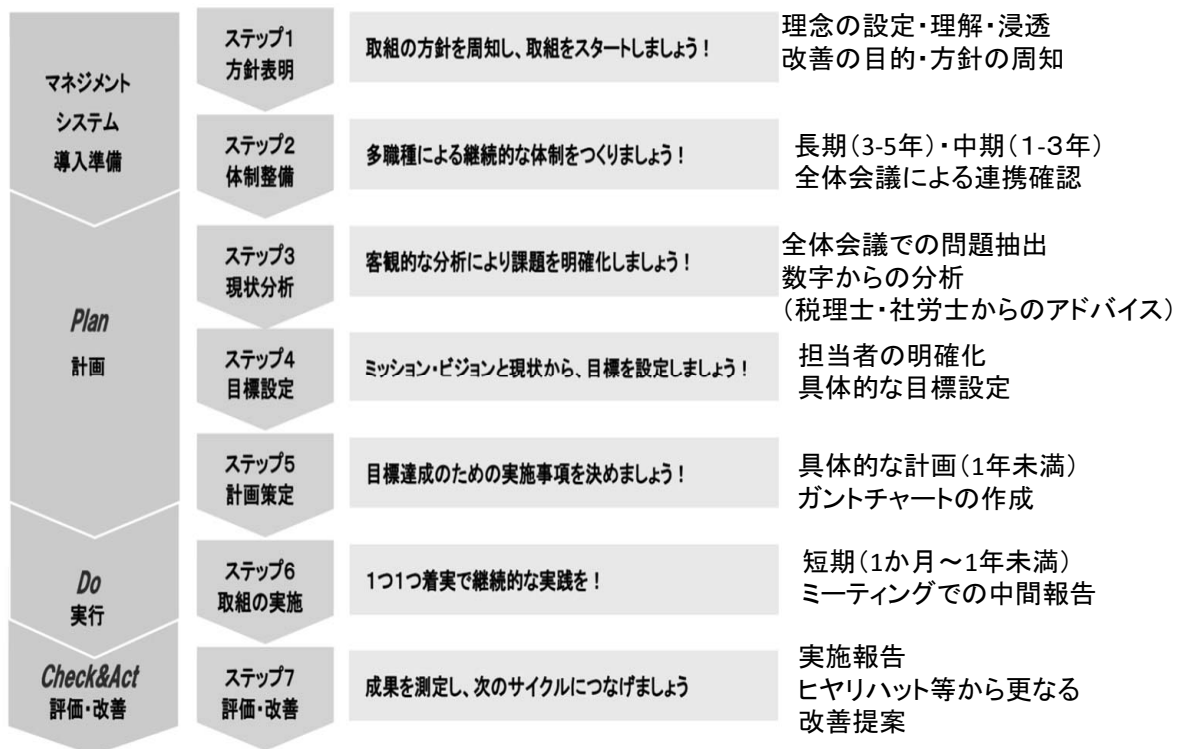 マネジメント
システム
導入準備
ステップ1
方針表明
取組の方針を周知し、取組をスタートしましょう！
理念の設定・理解・浸透
改善の目的・方針の周知
ステップ2
体制整備
多職種による継続的な体制をつくりましょう！
長期（3-5年）・中期（１-３年）
全体会議による連携確認
Plan
計画
ステップ3
現状分析
客観的な分析により課題を明確化しましょう！
全体会議での問題抽出
数字からの分析
（税理士・社労士からのアドバイス）
ステップ4
目標設定
ミッション・ビジョンと現状から、目標を設定しましょう！
担当者の明確化
具体的な目標設定
ステップ5
計画策定
目標達成のための実施事項を決めましょう！
具体的な計画（1年未満）
ガントチャートの作成
Do
実行
ステップ6
取組の実施
1つ1つ着実で継続的な実践を！
短期（1か月～1年未満）
ミーティングでの中間報告
Check&Act
評価・改善
ステップ7
評価・改善
成果を測定し、次のサイクルにつなげましょう
実施報告
ヒヤリハット等から更なる
改善提案